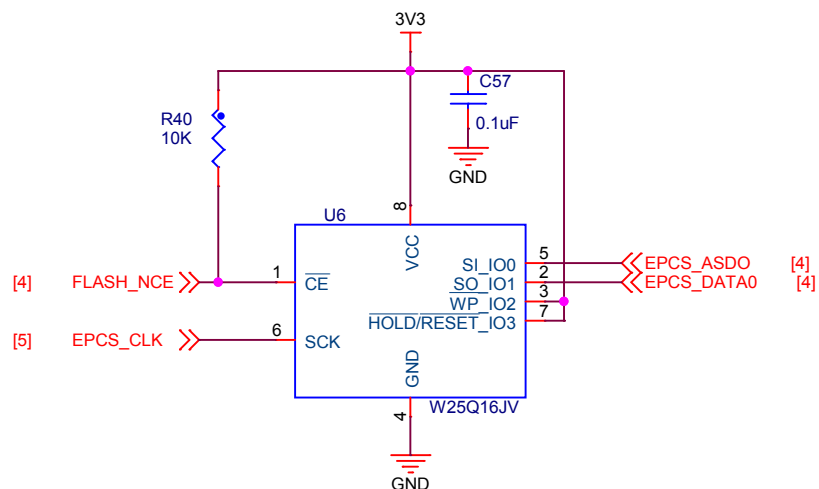 3V3
C57
R40
10K
0.1uF
GND
U6
8
VCC
[4] FLASH_NCE 1 CE
SI_IO0 5 EPCS_ASDO [4]
SO_IO1 2 EPCS_DATA0 [4]
WP_IO2 3
HOLD/RESET_IO3 7
[5] EPCS_CLK 6 SCK
GND
4
W25Q16JV
GND